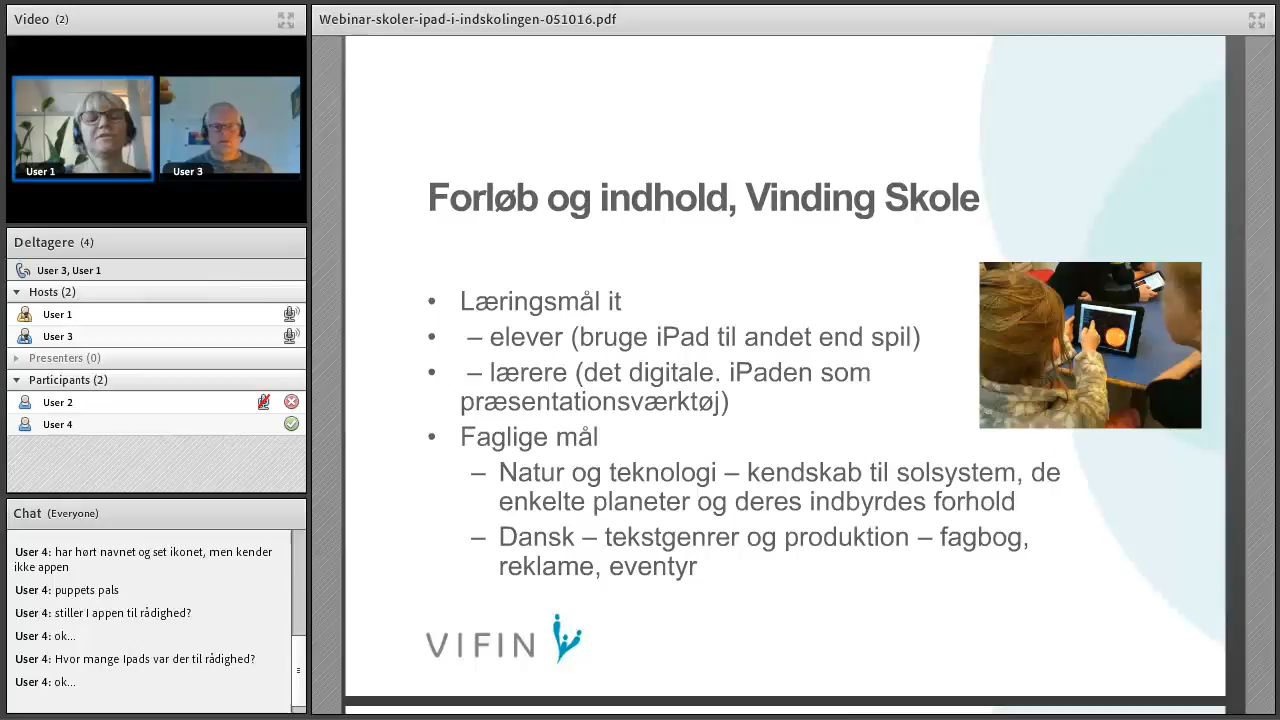 Video (2)
User 1
User 3
Deltagere (4)
User 3, User 1
Hosts (2)
User 1
User 3
Presenters (0)
Participants (2)
User 2
User 4
Chat (Everyone)
User 4: har hørt navnet og set ikonet, men kender
ikke appen
User 4: puppets pals
User 4: stiller I appen til rådighed?
User 4: ok...
User 4: Hvor mange Ipads var der til rådighed?
User 4: ok...
Webinar-skoler-ipad-i-indskolingen-051016.pdf
Forløb og indhold, Vinding Skole
• Læringsmål it
• – elever (bruge iPad til andet end spil)
• – lærere (det digitale. iPaden som
præsentationsværktøj)
• Faglige mål
– Natur og teknologi – kendskab til solsystem, de
enkelte planeter og deres indbyrdes forhold
– Dansk – tekstgenrer og produktion – fagbog,
reklame, eventyr
VIFIN